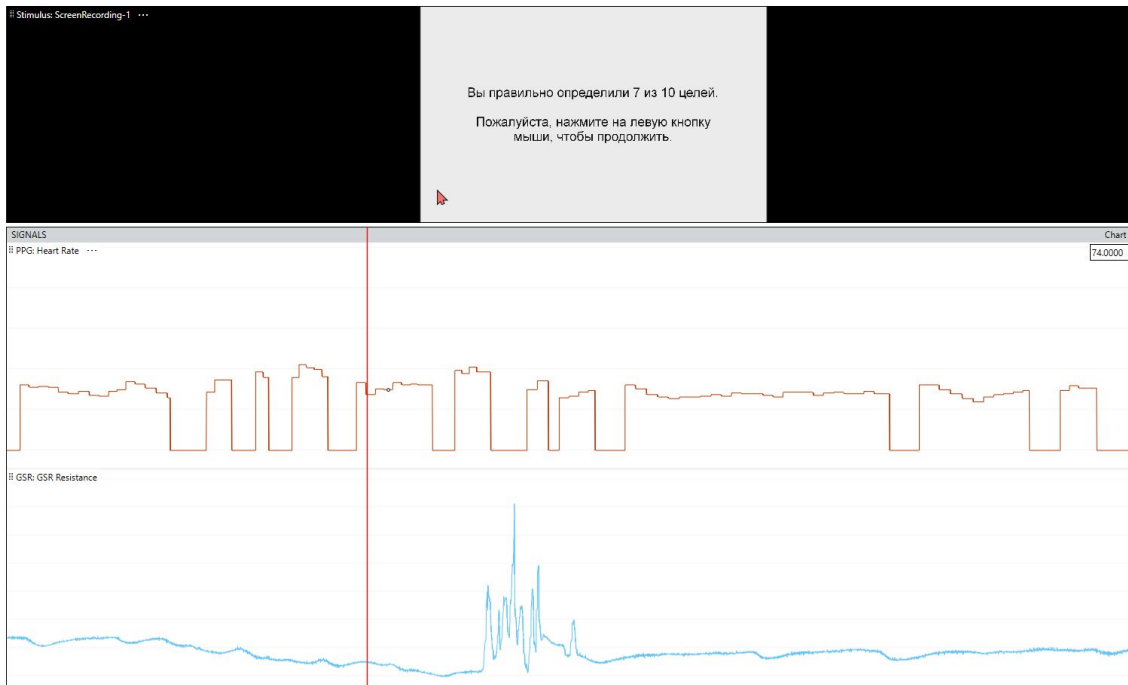 Stimulus: ScreenRecording-1 ...
Вы правильно определили 7 из 10 целей.
Пожалуйста, нажмите на левую кнопку
мыши, чтобы продолжить.
SIGNALS
Chart
PPG: Heart Rate ...
74.0000
GSR: GSR Resistance